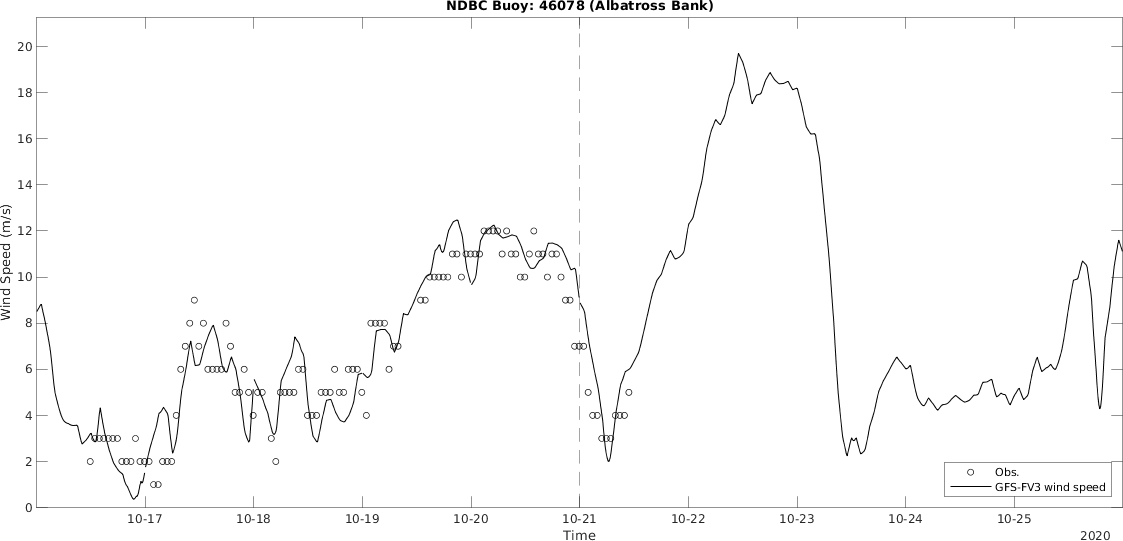 NDBC Buoy: 46078 (Albatross Bank)
20
18
16
14
12
10
8
6
4
2
0
Wind Speed (m/s)
10-17 10-18 10-19 10-20 10-21 10-22 10-23 10-24 10-25
Time
2020
Obs.
GFS-FV3 wind speed